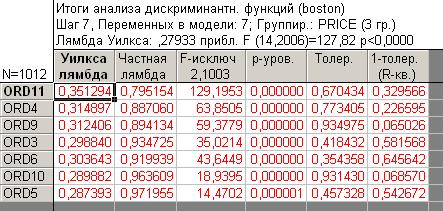 Итоги анализа дискриминантн. функций (boston)
Шаг 7, Переменных в модели: 7; Группир.: PRICE (3 гр.)
Лямбда Уилкса: ,27933 прибл. F (14,2006)=127,82 p<0,0000
N=1012 Уилкса лямбда Частная лямбда F-исключ 2,1003 p-уров. Толер. 1-толер. (R-кв.)
ORD11 0,351294 0,795154 129,1953 0,000000 0,670434 0,329566
ORD4 0,314897 0,887060 63,8505 0,000000 0,773405 0,226595
ORD9 0,312406 0,894134 59,3779 0,000000 0,934975 0,065026
ORD3 0,298840 0,934725 35,0214 0,000000 0,418432 0,581568
ORD6 0,303643 0,919939 43,6449 0,000000 0,354358 0,645642
ORD10 0,289882 0,963609 18,9395 0,000000 0,931430 0,068570
ORD5 0,287393 0,971955 14,4702 0,000001 0,457328 0,542672